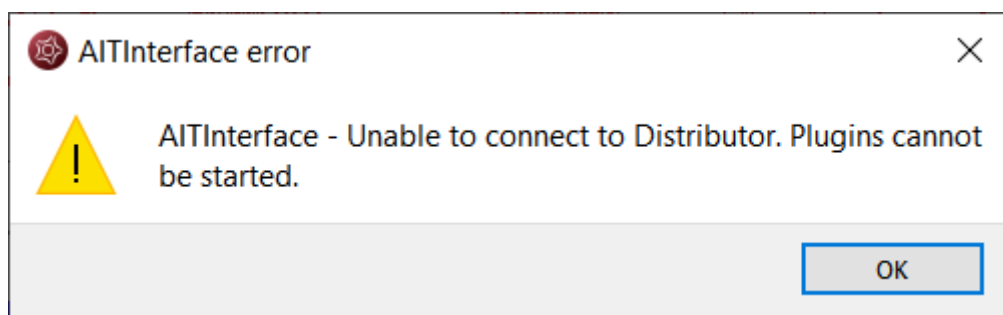 AITInterface error
AITInterface - Unable to connect to Distributor. Plugins cannot
be started.
OK